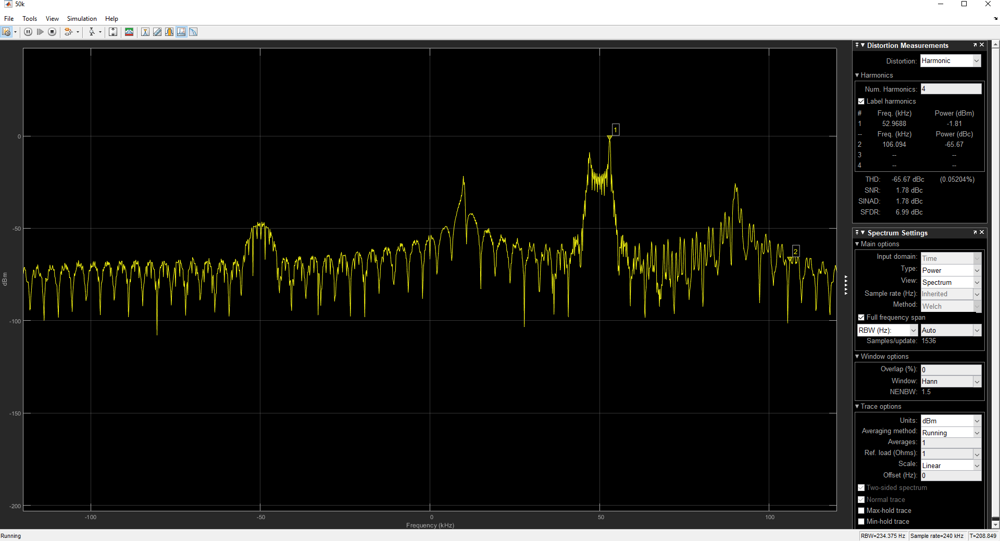 50k
File Tools View Simulation Help
Distortion Measurements
Distortion: Harmonic
Harmonics
Num. Harmonics: 4
Label harmonics
# Freq. (kHz) Power (dBm)
1 52.9688 -1.81
-- Freq. (kHz) Power (dBc)
2 106.094 -65.67
3 -- --
4 -- --
THD: -65.67 dBc (0.05204%)
SNR: 1.78 dBc
SINAD: 1.78 dBc
SFDR: 6.99 dBc
Spectrum Settings
Main options
Input domain: Time
Type: Power
View: Spectrum
Sample rate (Hz): Inherited
Method: Welch
Full frequency span
RBW (Hz): Auto
Samples/update: 1536
Window options
Overlap (%): 0
Window: Hann
NENBW: 1.5
Trace options
Units: dBm
Averaging method: Running
Averages: 1
Ref. load (Ohms): 1
Scale: Linear
Offset (Hz): 0
Two-sided spectrum
Normal trace
Max-hold trace
Min-hold trace
1
2
0
-50
-100
-150
-200
dBm
-100 -50 0 50 100
Frequency (kHz)
Running
RBW=234.375 Hz Sample rate=240 kHz T=208.849